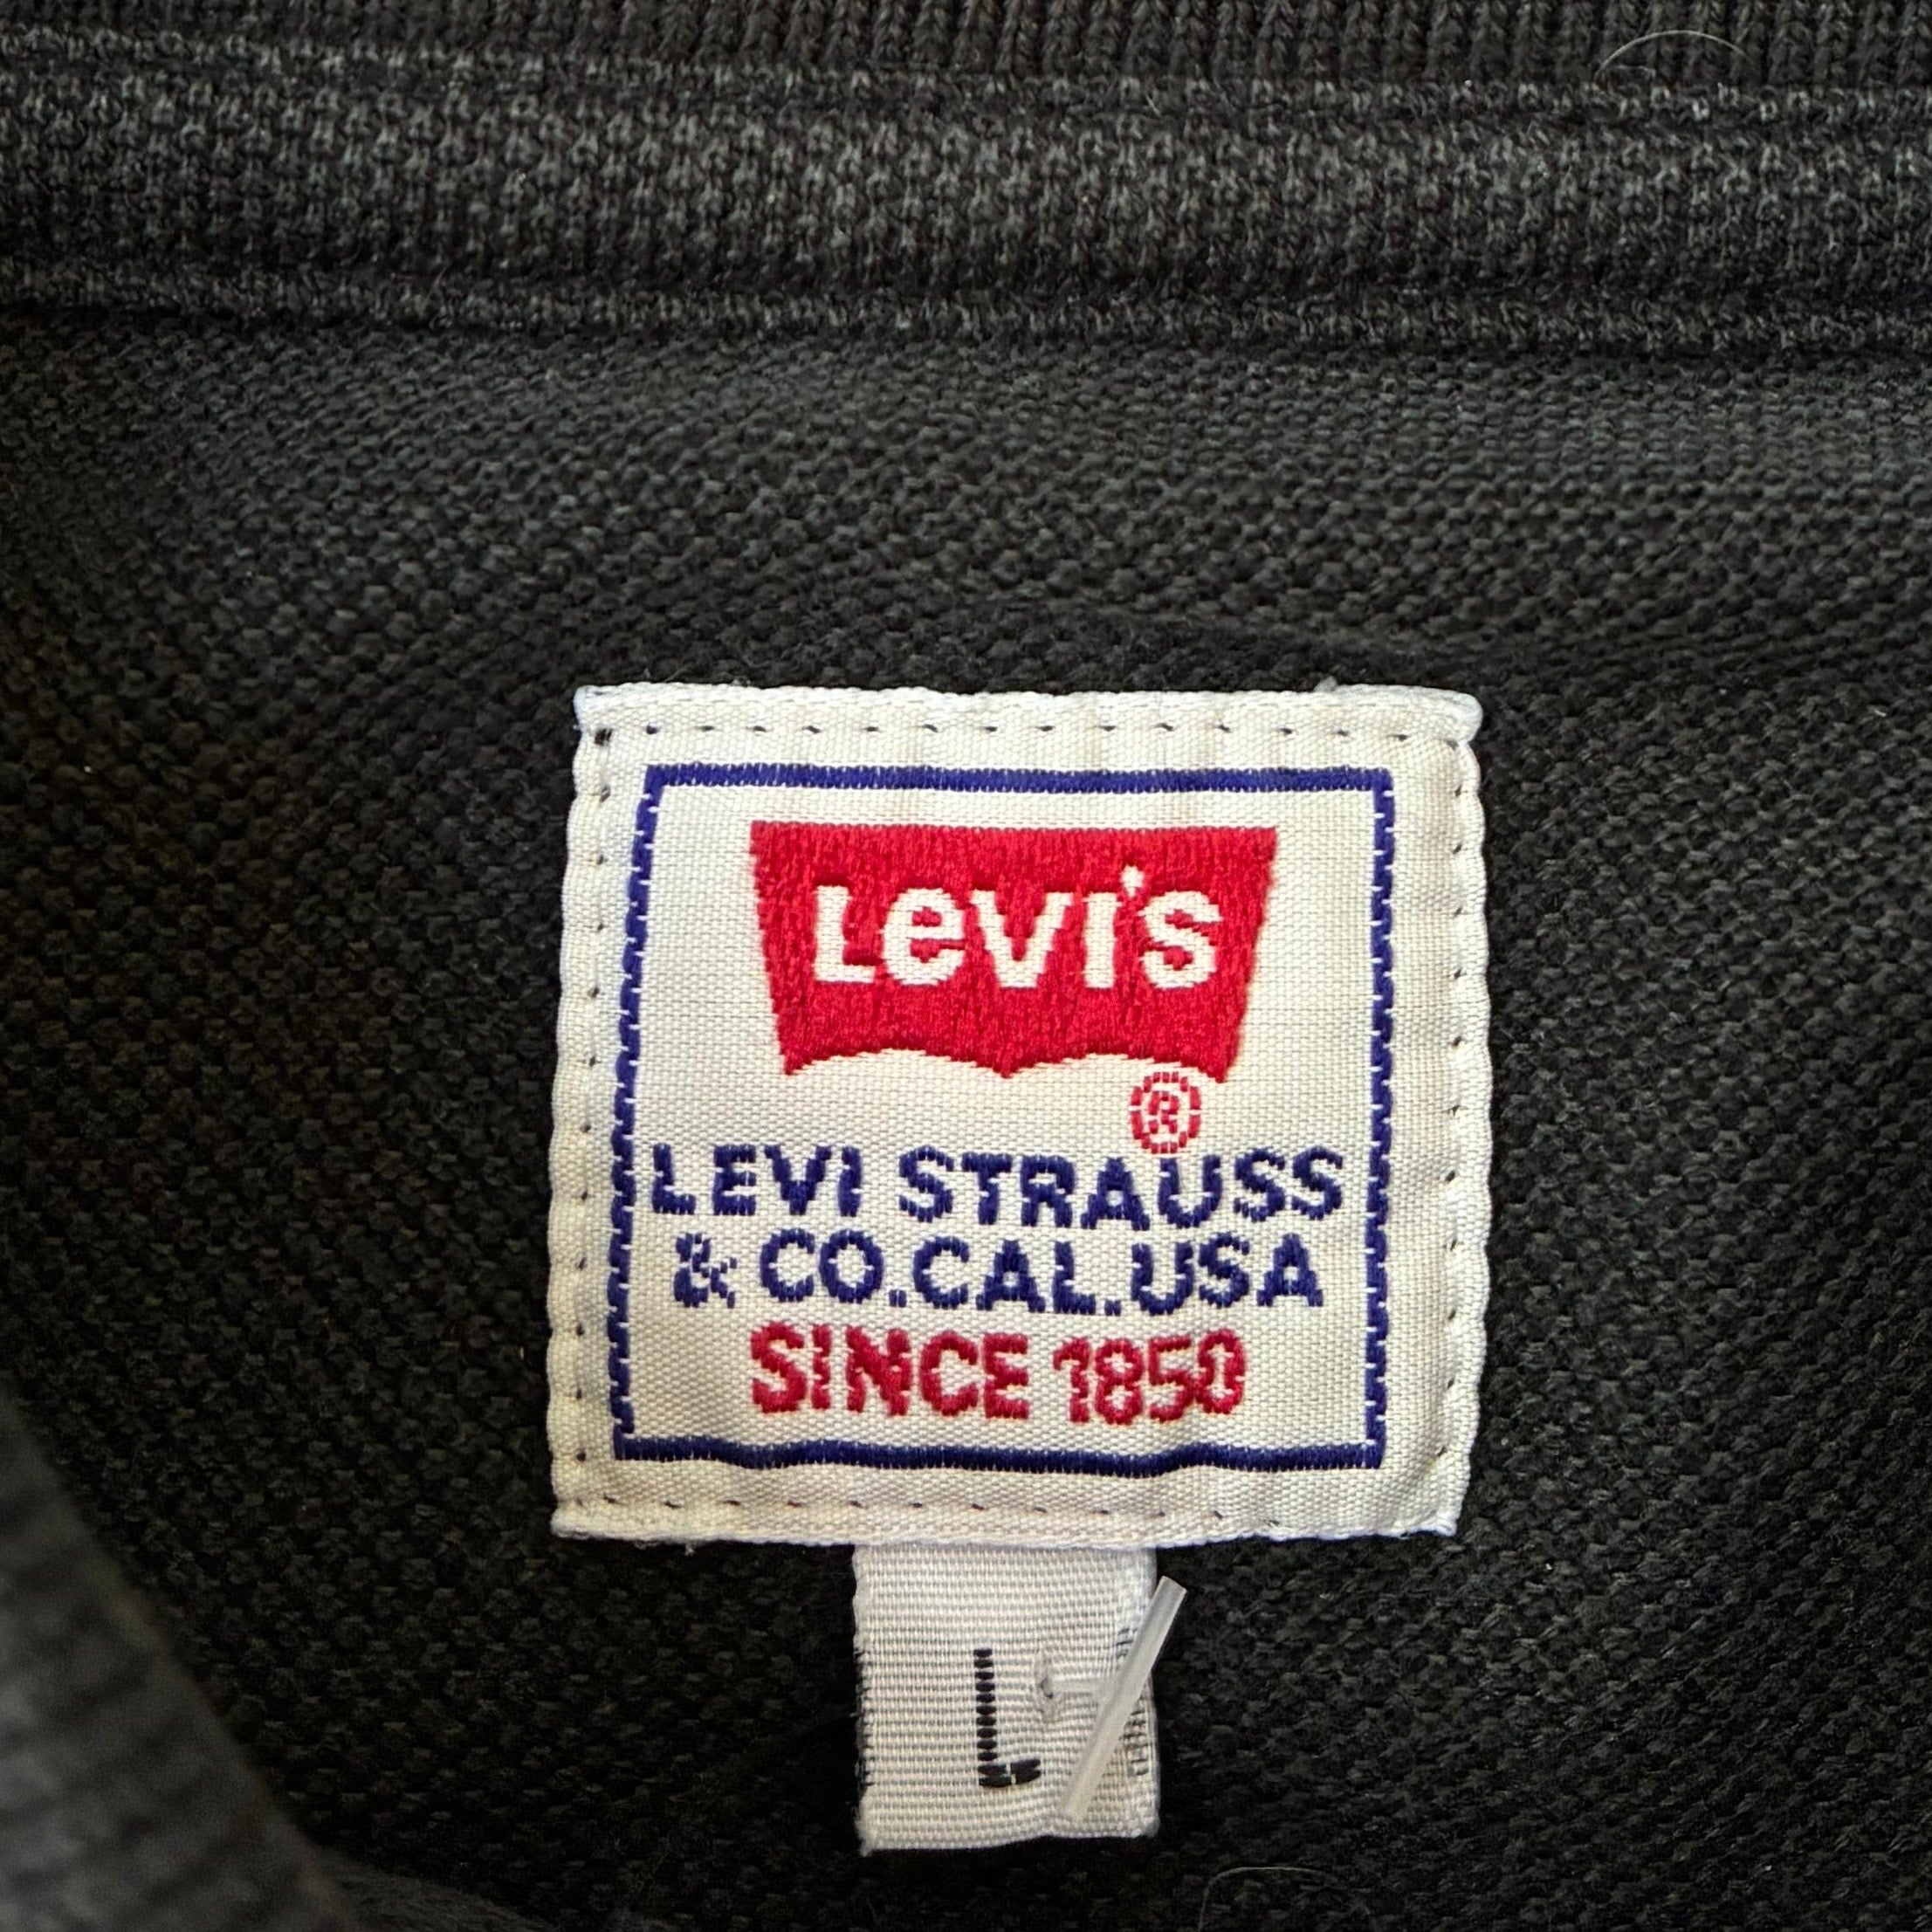 Levi's
®
LEVI STRAUSS
& CO.CAL.USA
SINCE 1850
L